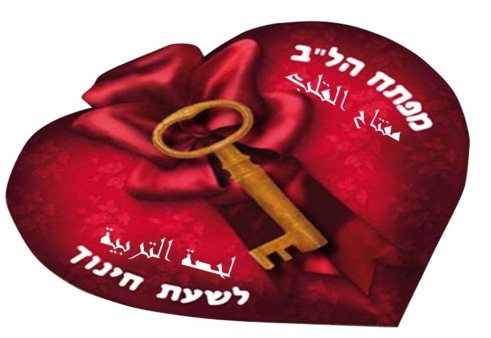 מפתח הל"ב
مفتاح القلب
لحصة التربية
לשעת חינוך